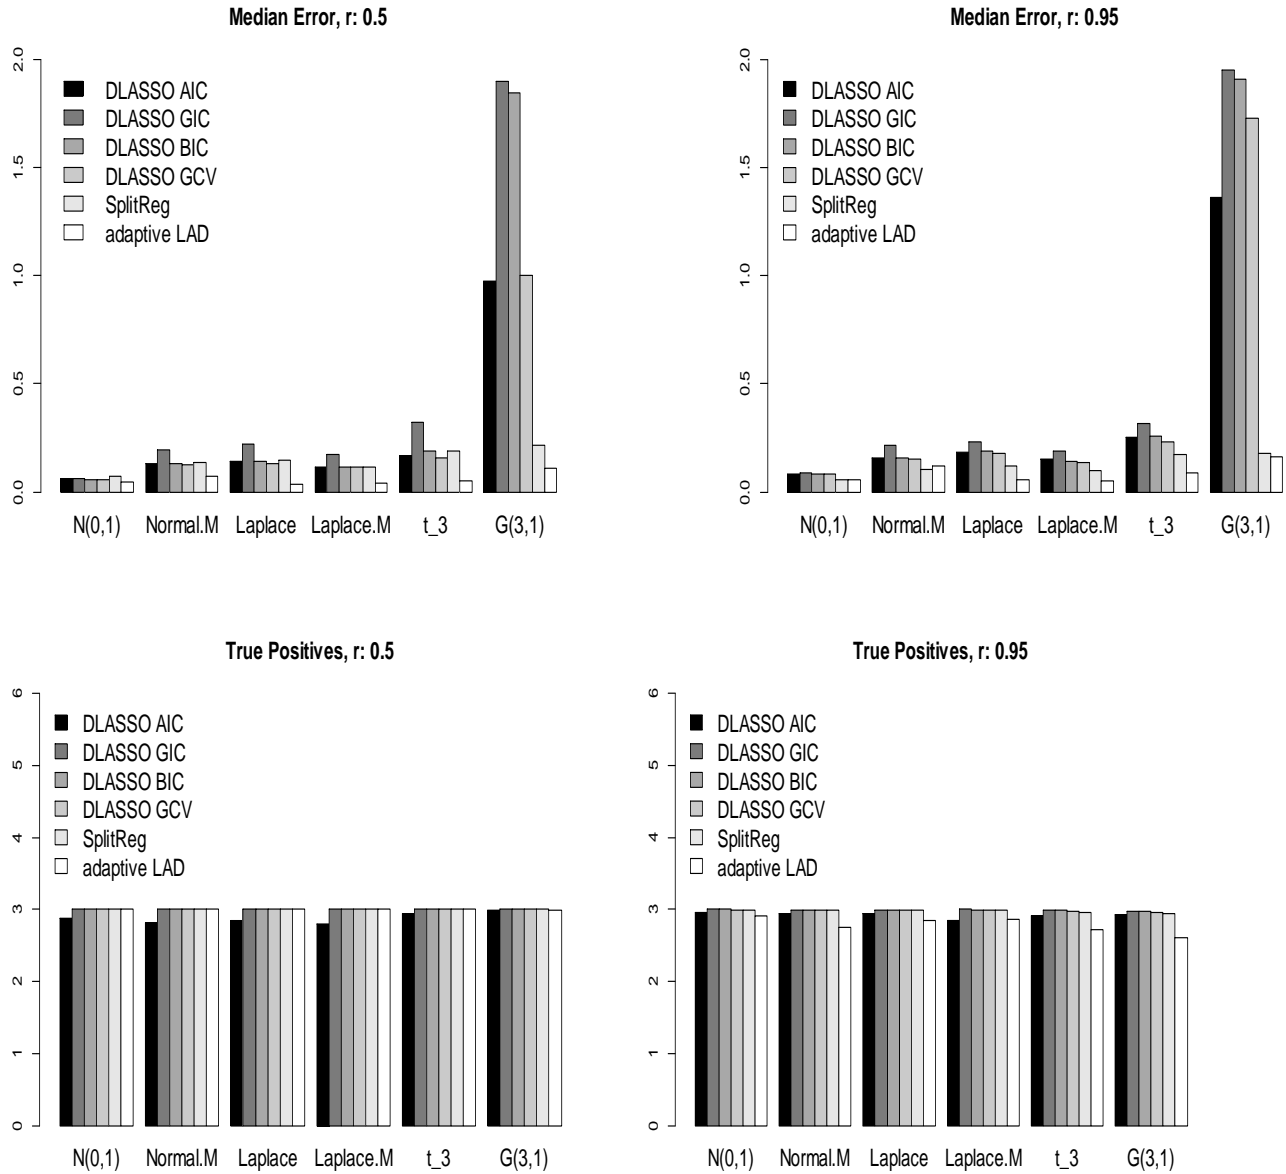 Median Error, r: 0.5
2.0
1.5
1.0
0.5
0.0
DLASSO AIC
DLASSO GIC
DLASSO BIC
DLASSO GCV
SplitReg
adaptive LAD
N(0,1) Normal.M Laplace Laplace.M t_3 G(3,1)
Median Error, r: 0.95
2.0
1.5
1.0
0.5
0.0
DLASSO AIC
DLASSO GIC
DLASSO BIC
DLASSO GCV
SplitReg
adaptive LAD
N(0,1) Normal.M Laplace Laplace.M t_3 G(3,1)
True Positives, r: 0.5
6
5
4
3
2
1
0
DLASSO AIC
DLASSO GIC
DLASSO BIC
DLASSO GCV
SplitReg
adaptive LAD
N(0,1) Normal.M Laplace Laplace.M t_3 G(3,1)
True Positives, r: 0.95
6
5
4
3
2
1
0
DLASSO AIC
DLASSO GIC
DLASSO BIC
DLASSO GCV
SplitReg
adaptive LAD
N(0,1) Normal.M Laplace Laplace.M t_3 G(3,1)